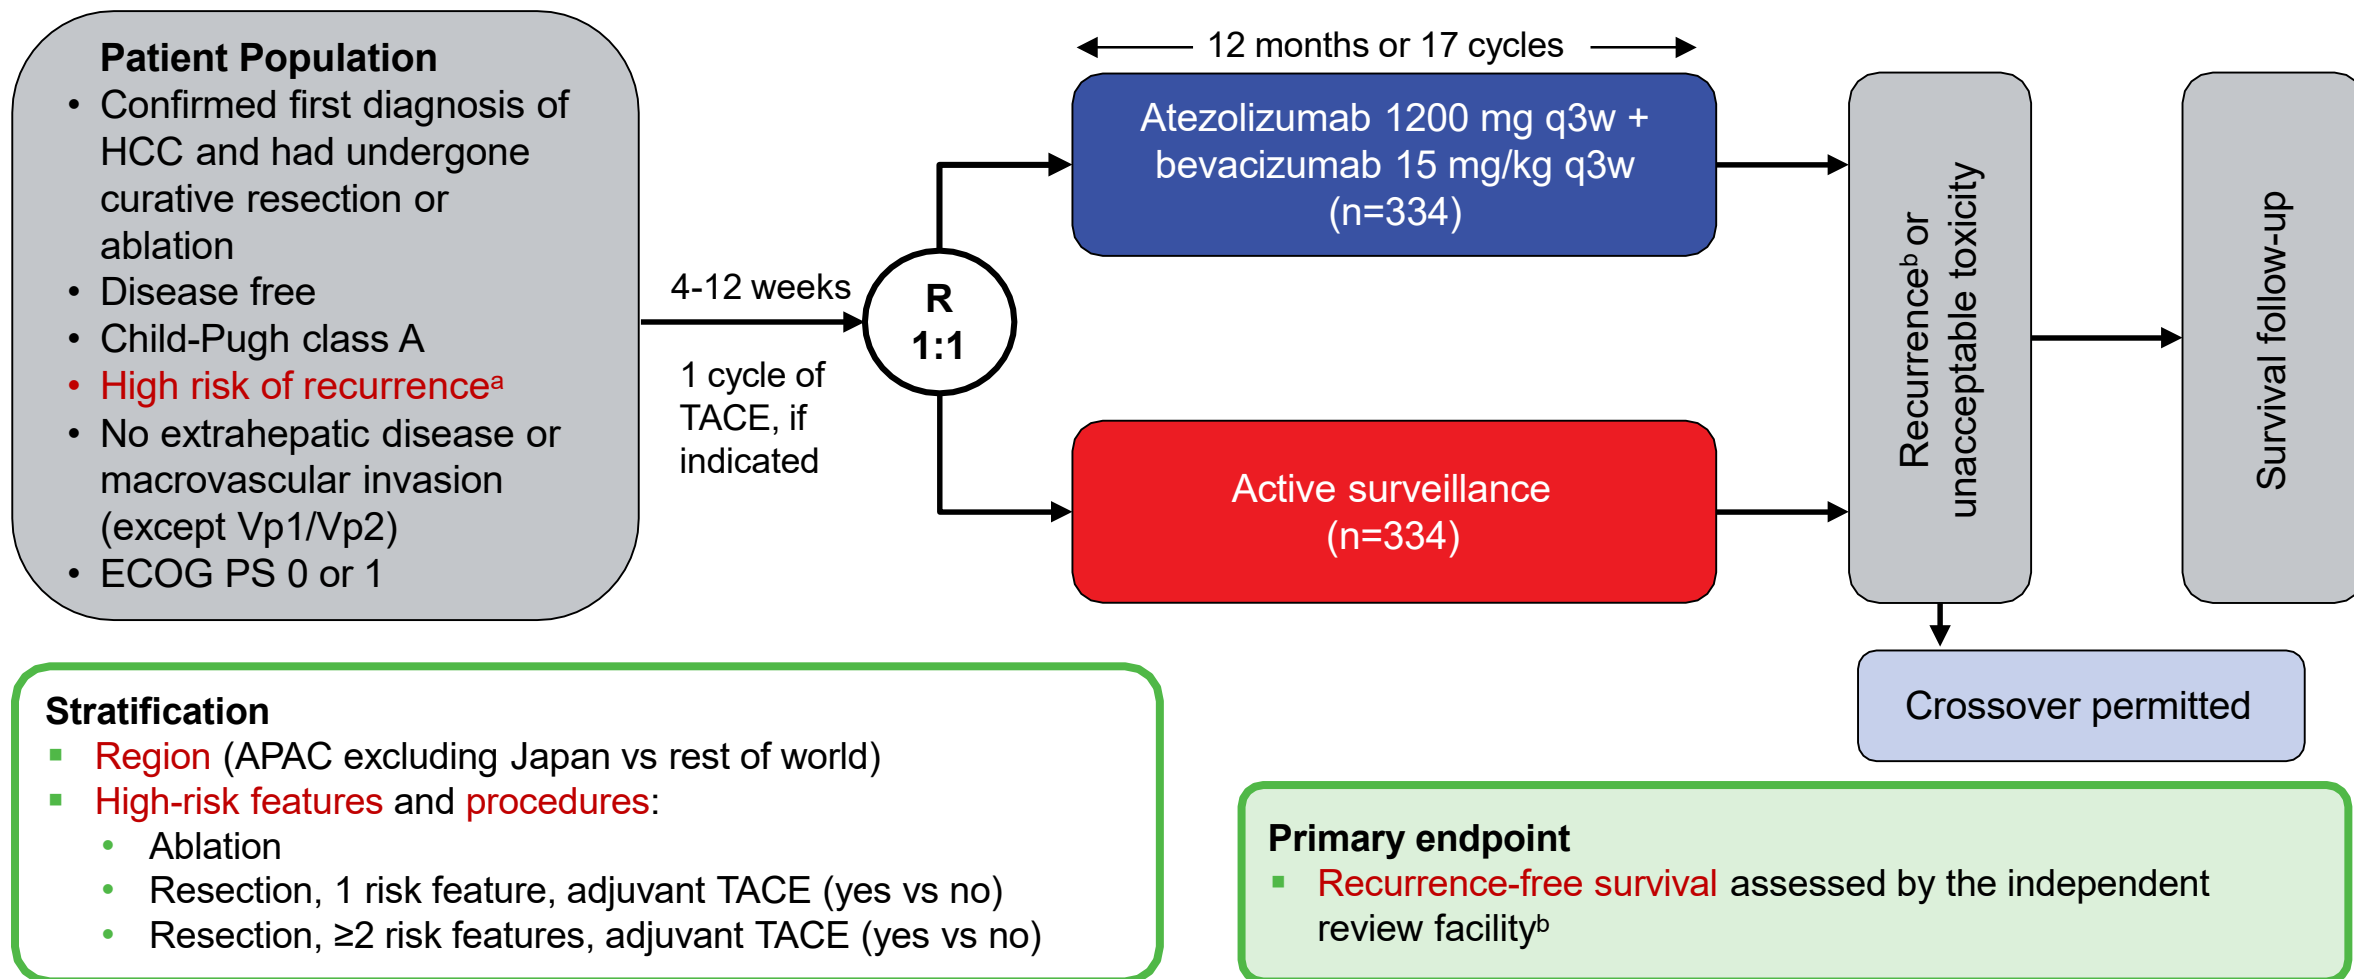 Patient Population
• Confirmed first diagnosis of
HCC and had undergone
curative resection or
ablation
• Disease free
• Child-Pugh class A
• High risk of recurrenceᵃ
• No extrahepatic disease or
macrovascular invasion
(except Vp1/Vp2)
• ECOG PS 0 or 1
4-12 weeks
1 cycle of
TACE, if
indicated
R
1:1
12 months or 17 cycles
Atezolizumab 1200 mg q3w +
bevacizumab 15 mg/kg q3w
(n=334)
Active surveillance
(n=334)
Recurrenceᵇ or
unacceptable toxicity
Survival follow-up
Crossover permitted
Stratification
▪ Region (APAC excluding Japan vs rest of world)
▪ High-risk features and procedures:
• Ablation
• Resection, 1 risk feature, adjuvant TACE (yes vs no)
• Resection, ≥2 risk features, adjuvant TACE (yes vs no)
Primary endpoint
▪ Recurrence-free survival assessed by the independent
review facilityᵇ